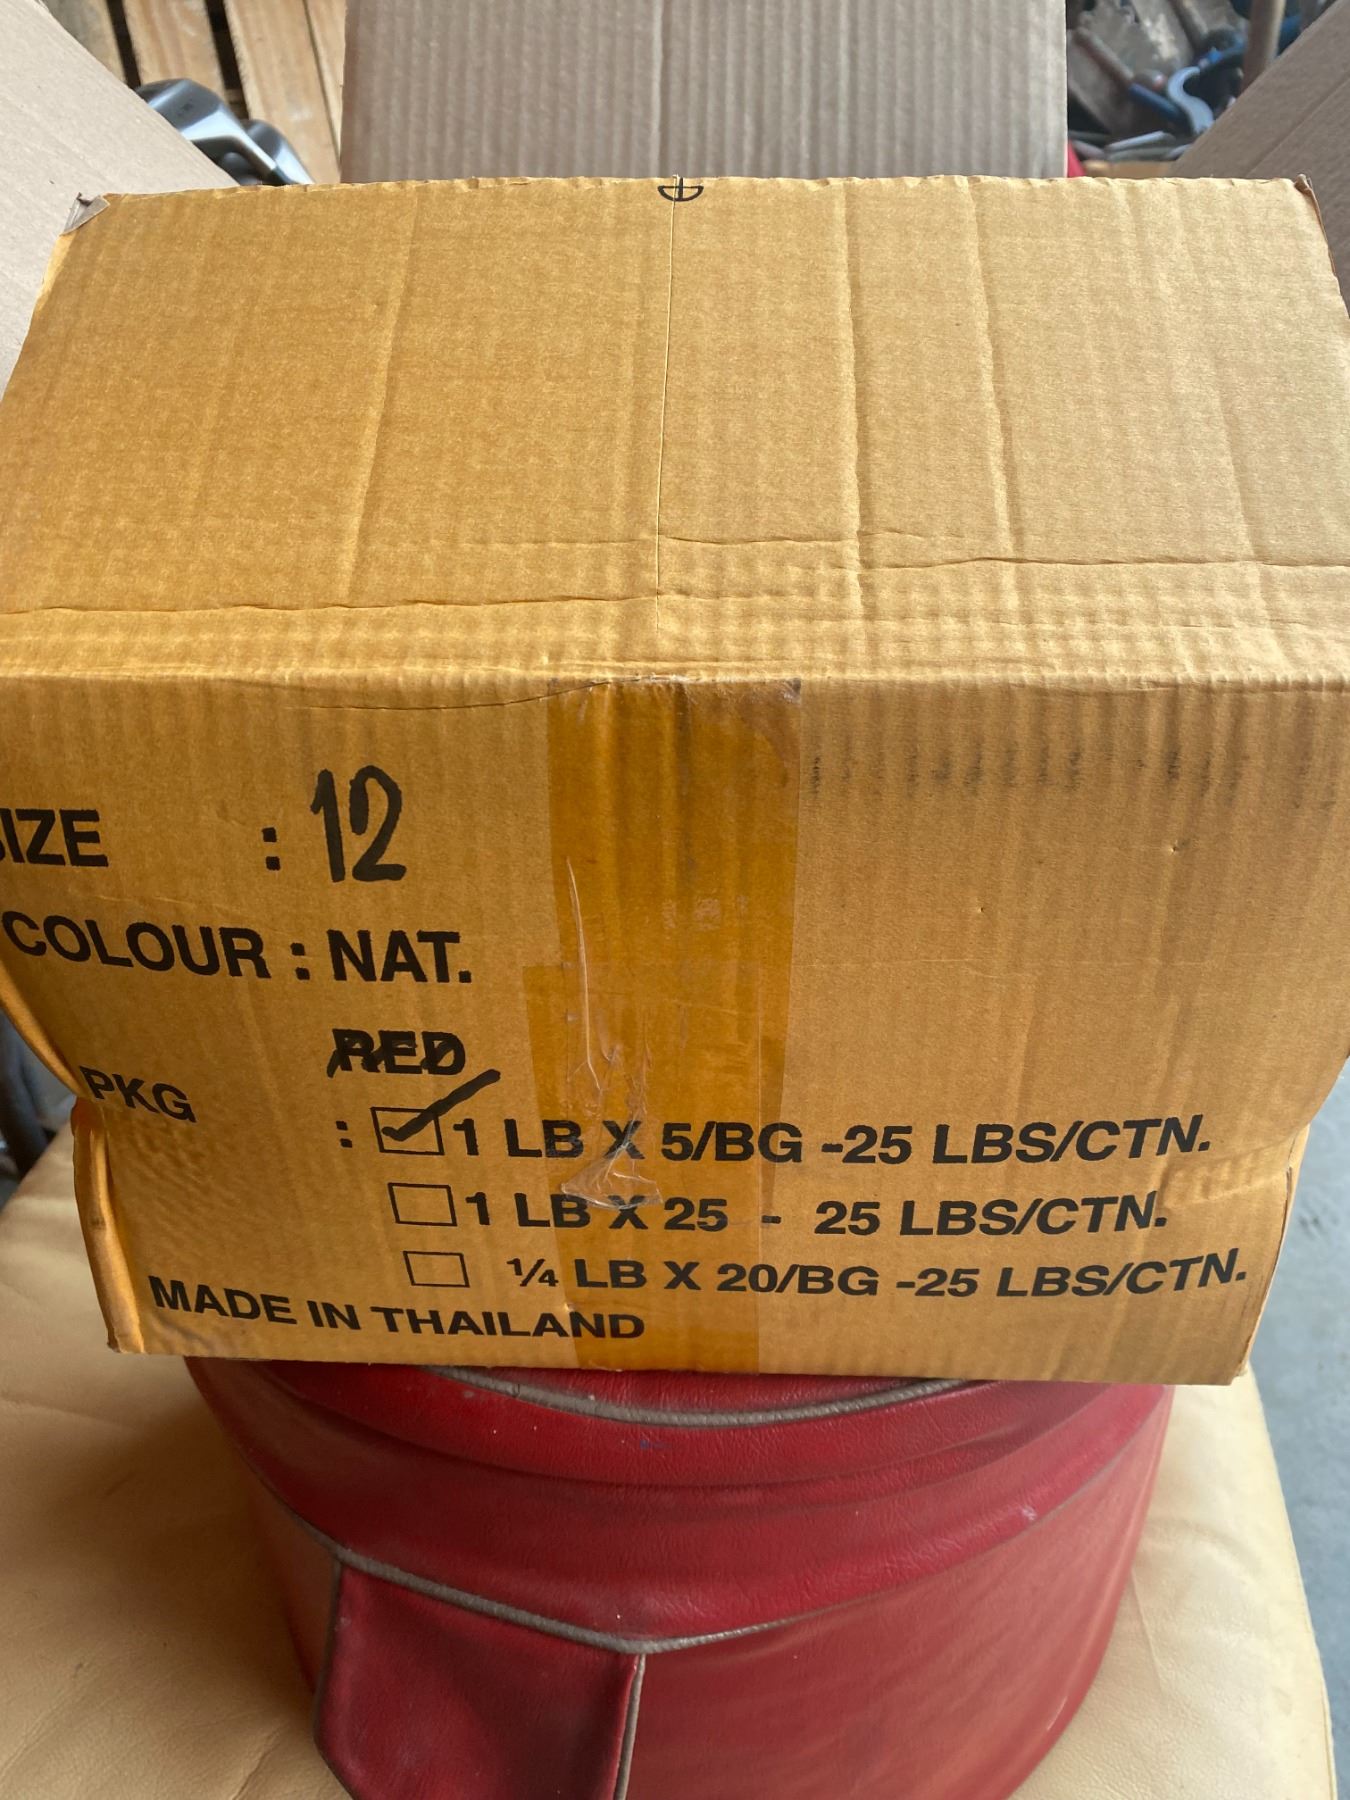 SIZE : 12
COLOUR : NAT.
RED
PKG : 1 LB X 5/BG -25 LBS/CTN.
1 LB X 25 - 25 LBS/CTN.
¼ LB X 20/BG -25 LBS/CTN.
MADE IN THAILAND